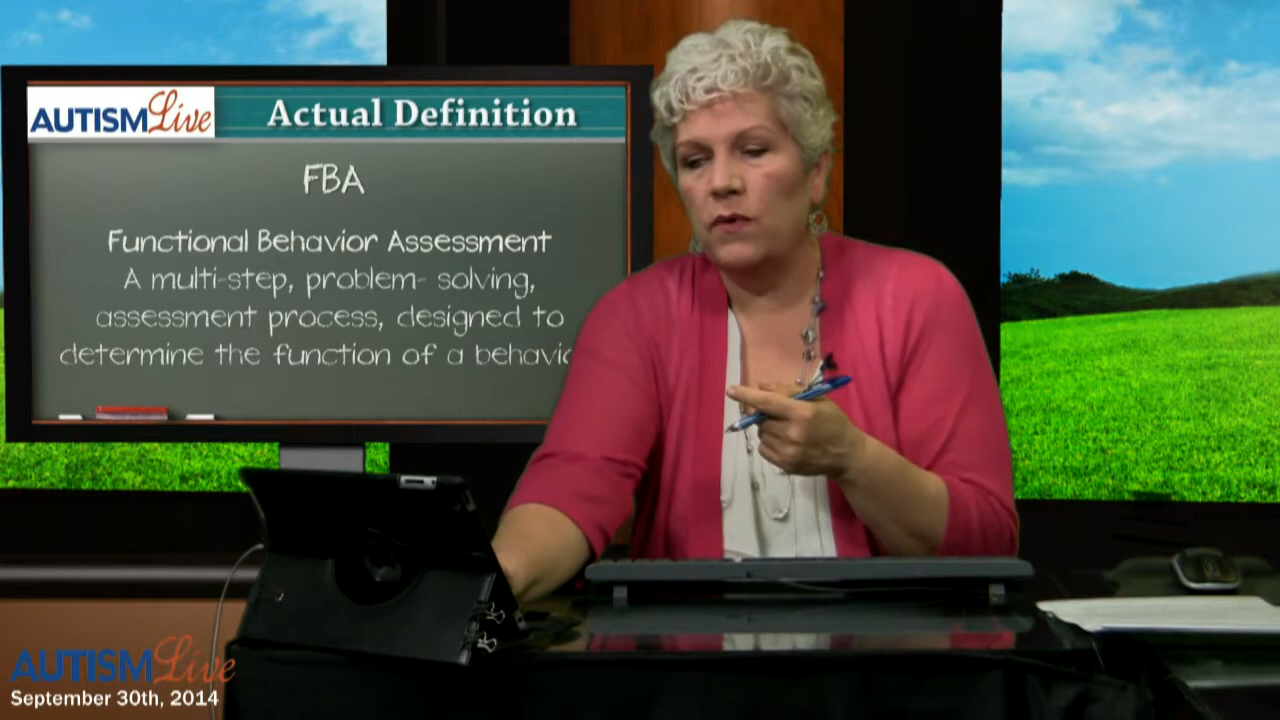 AUTISM Live
Actual Definition
FBA
Functional Behavior Assessment
A multi-step, problem- solving,
assessment process, designed to
determine the function of a
AUTISM Live
September 30th, 2014